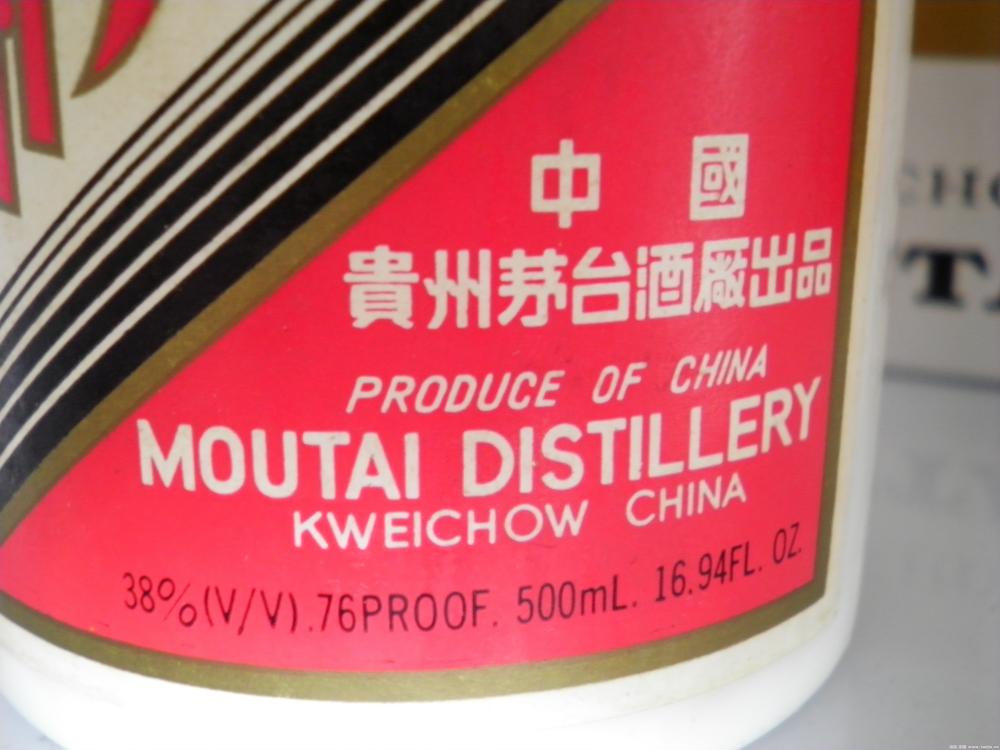 中國
貴州茅台酒廠出品
PRODUCE OF CHINA
MOUTAI DISTILLERY
KWEICHOW CHINA
38%(V/V).76PROOF. 500mL. 16.94FL. OZ.